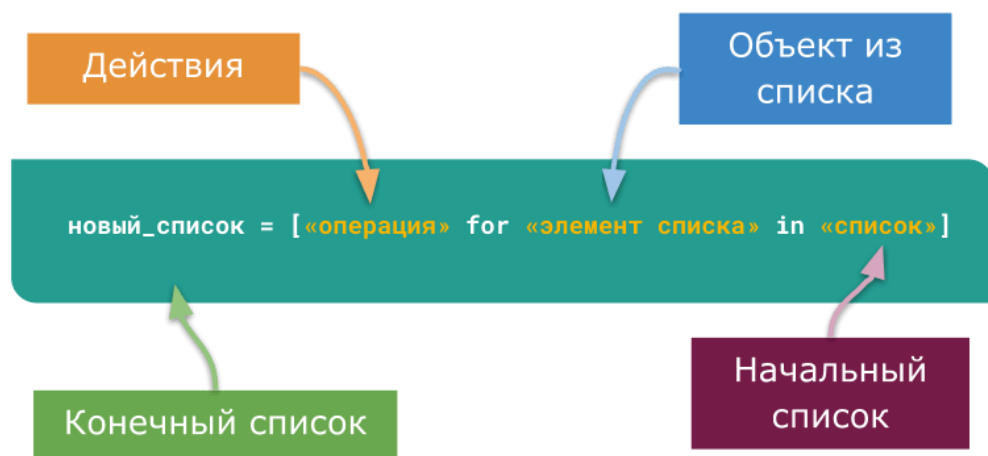 Действия
Объект из
списка
новый_список = [«операция» for «элемент списка» in «список»]
Конечный список
Начальный
список